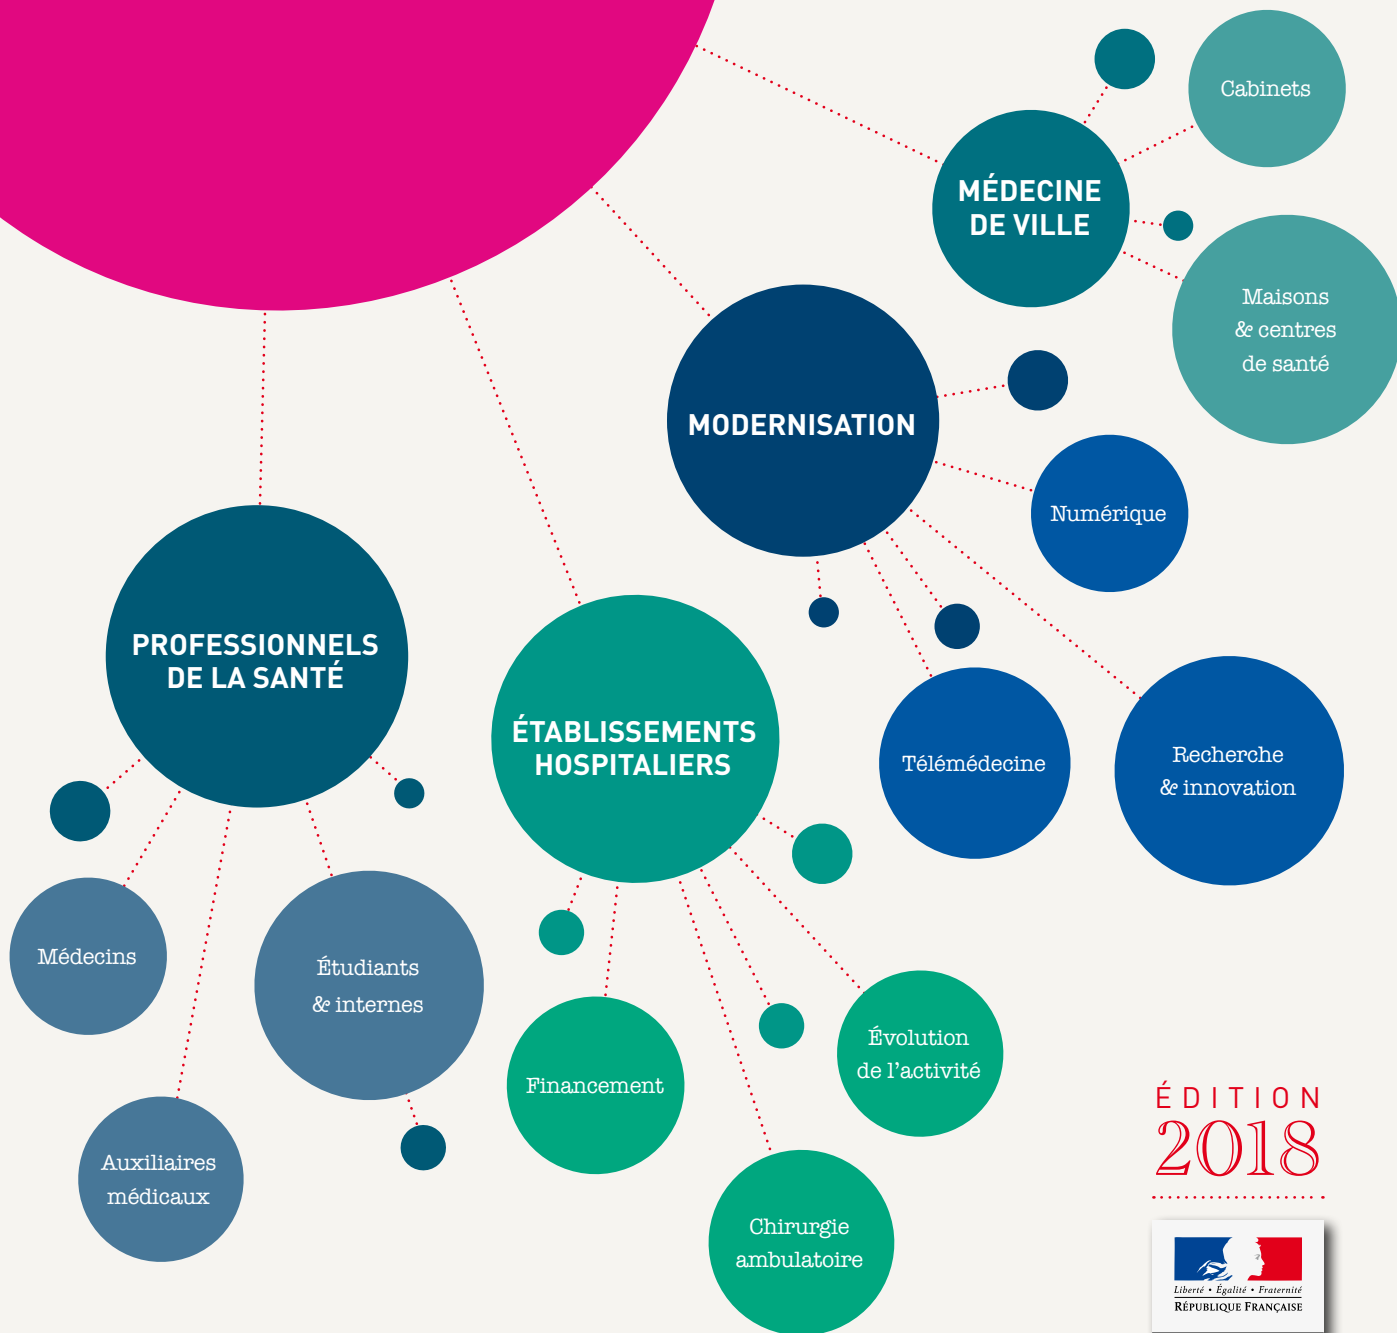 Cabinets
MÉDECINE
DE VILLE
Maisons
& centres
de santé
MODERNISATION
Numérique
PROFESSIONNELS
DE LA SANTÉ
ÉTABLISSEMENTS
HOSPITALIERS
Télémédecine
Recherche
& innovation
Médecins
Étudiants
& internes
Financement
Évolution
de l'activité
Auxiliaires
médicaux
Chirurgie
ambulatoire
ÉDITION
2018
Liberté • Égalité • Fraternité
RÉPUBLIQUE FRANÇAISE